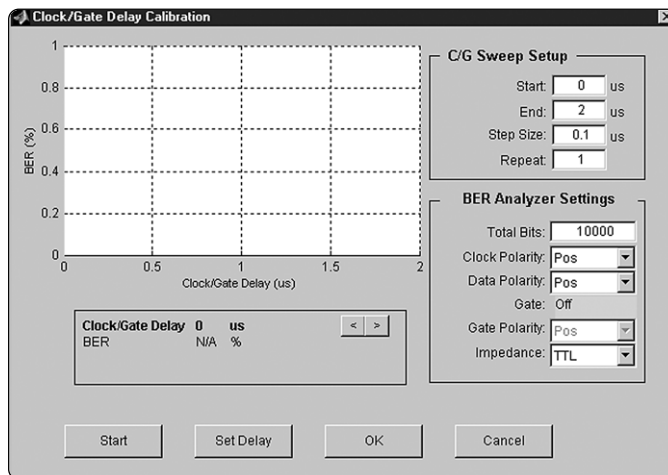 Clock/Gate Delay Calibration
1
0.8
0.6
0.4
0.2
0
BER (%)
0 0.5 1 1.5 2
Clock/Gate Delay (us)
Clock/Gate Delay 0 us
< >
BER N/A %
C/G Sweep Setup
Start: 0 us
End: 2 us
Step Size: 0.1 us
Repeat: 1
BER Analyzer Settings
Total Bits: 10000
Clock Polarity: Pos
Data Polarity: Pos
Gate: Off
Gate Polarity: Pos
Impedance: TTL
Start
Set Delay
OK
Cancel